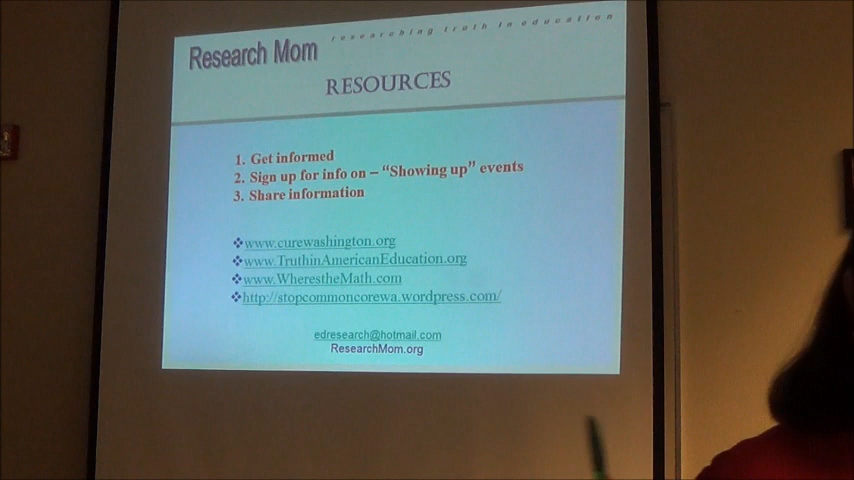 researching truth in education
Research Mom
RESOURCES
1. Get informed
2. Sign up for info on – “Showing up” events
3. Share information
❖www.curewashington.org
❖www.TruthinAmericanEducation.org
❖www.WherestheMath.com
❖http://stopcommoncorewa.wordpress.com/
edresearch@hotmail.com
ResearchMom.org